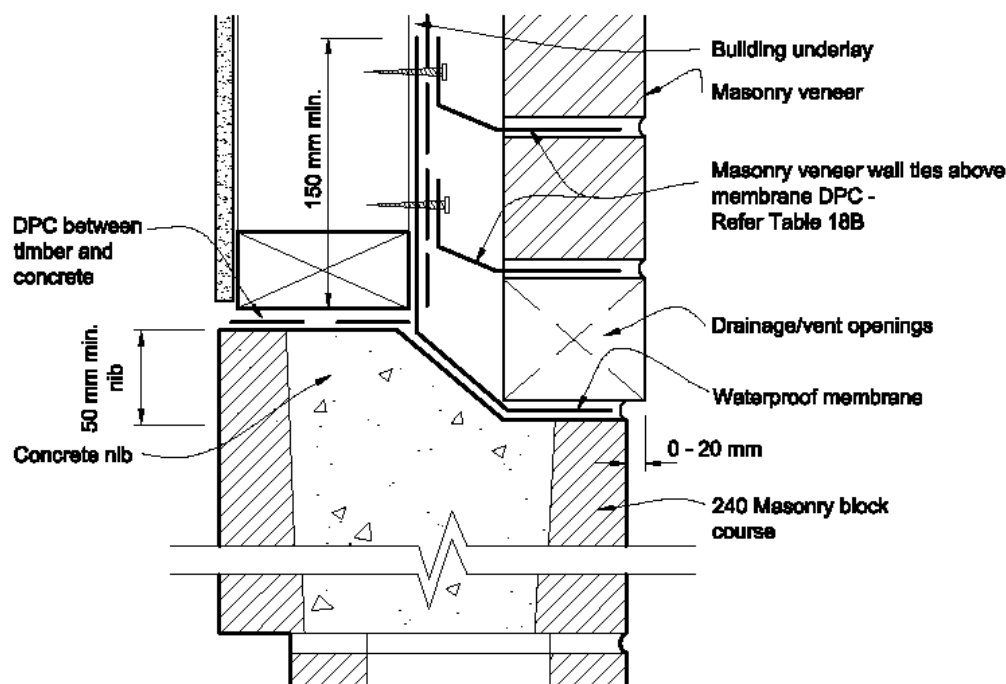 Building underlay
Masonry veneer
150 mm min.
Masonry veneer wall ties above
membrane DPC -
Refer Table 18B
DPC between
timber and
concrete
Drainage/vent openings
50 mm min.
nib
Waterproof membrane
Concrete nib
0 - 20 mm
240 Masonry block
course